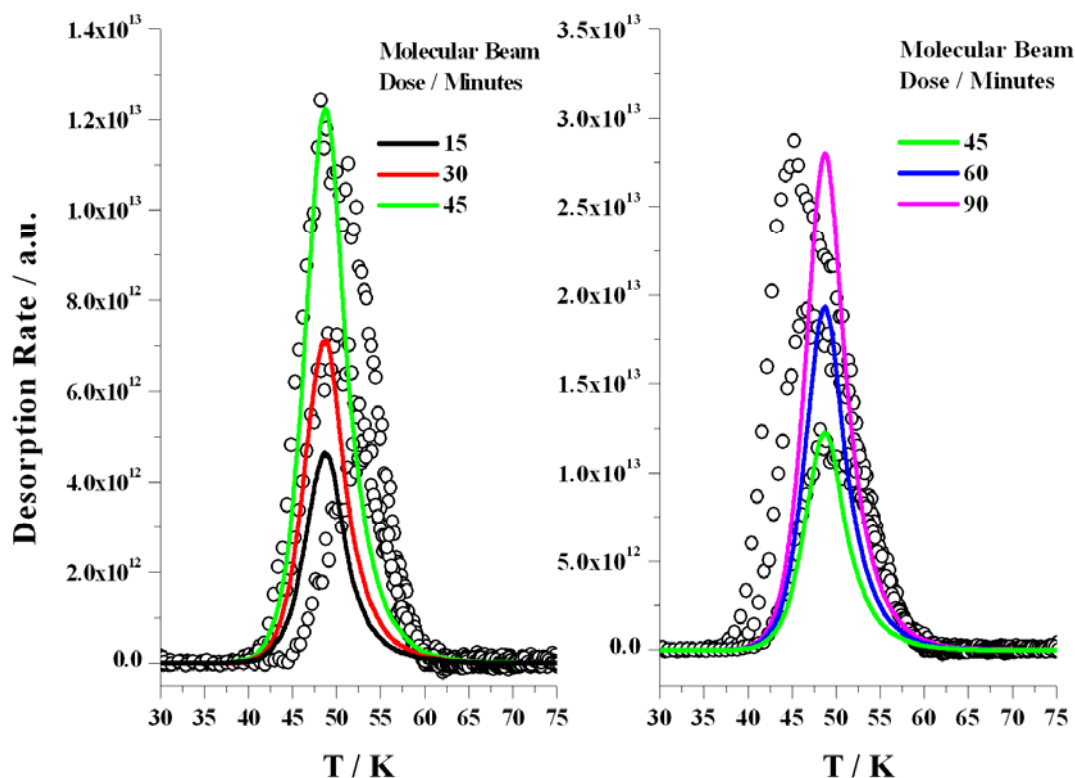 1.4x10¹³
1.2x10¹³
1.0x10¹³
8.0x10¹²
6.0x10¹²
4.0x10¹²
2.0x10¹²
0.0
Desorption Rate / a.u.
Molecular Beam
Dose / Minutes
15
30
45
30 35 40 45 50 55 60 65 70 75
T / K
3.5x10¹³
3.0x10¹³
2.5x10¹³
2.0x10¹³
1.5x10¹³
1.0x10¹³
5.0x10¹²
0.0
Molecular Beam
Dose / Minutes
45
60
90
30 35 40 45 50 55 60 65 70 75
T / K